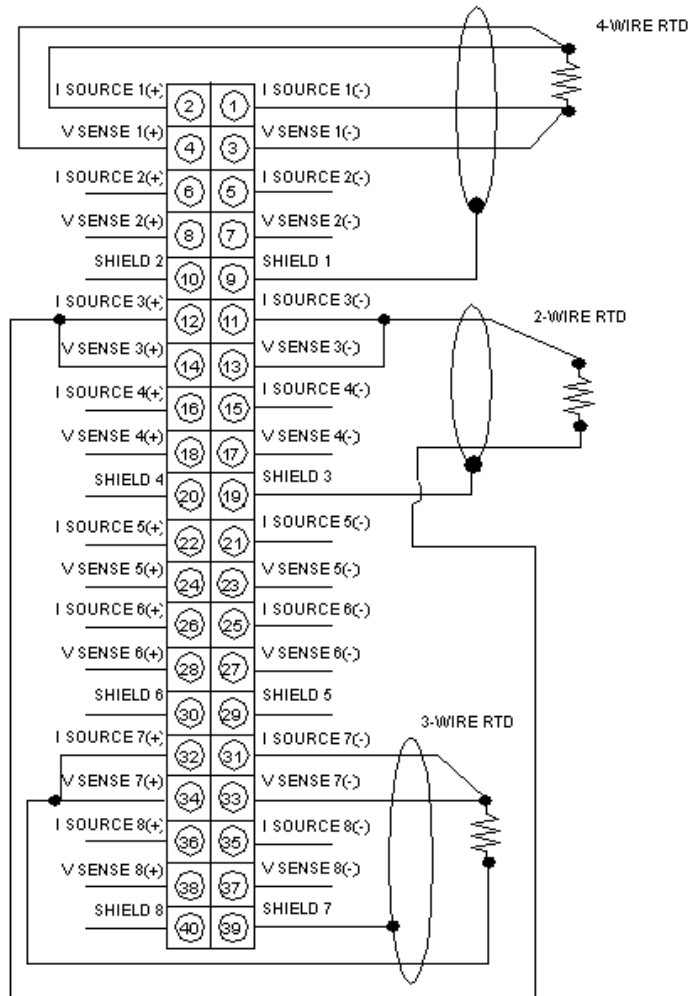 4-WIRE RTD
I SOURCE 1(+) 2 1 I SOURCE 1(-)
V SENSE 1(+) 4 3 V SENSE 1(-)
I SOURCE 2(+) 6 5 I SOURCE 2(-)
V SENSE 2(+) 8 7 V SENSE 2(-)
SHIELD 2 10 9 SHIELD 1
I SOURCE 3(+) 12 11 I SOURCE 3(-)
2-WIRE RTD
V SENSE 3(+) 14 13 V SENSE 3(-)
I SOURCE 4(+) 16 15 I SOURCE 4(-)
V SENSE 4(+) 18 17 V SENSE 4(-)
SHIELD 4 20 19 SHIELD 3
I SOURCE 5(+) 22 21 I SOURCE 5(-)
V SENSE 5(+) 24 23 V SENSE 5(-)
I SOURCE 6(+) 26 25 I SOURCE 6(-)
V SENSE 6(+) 28 27 V SENSE 6(-)
SHIELD 6 30 29 SHIELD 5
3-WIRE RTD
I SOURCE 7(+) 32 31 I SOURCE 7(-)
V SENSE 7(+) 34 33 V SENSE 7(-)
I SOURCE 8(+) 36 35 I SOURCE 8(-)
V SENSE 8(+) 38 37 V SENSE 8(-)
SHIELD 8 40 39 SHIELD 7